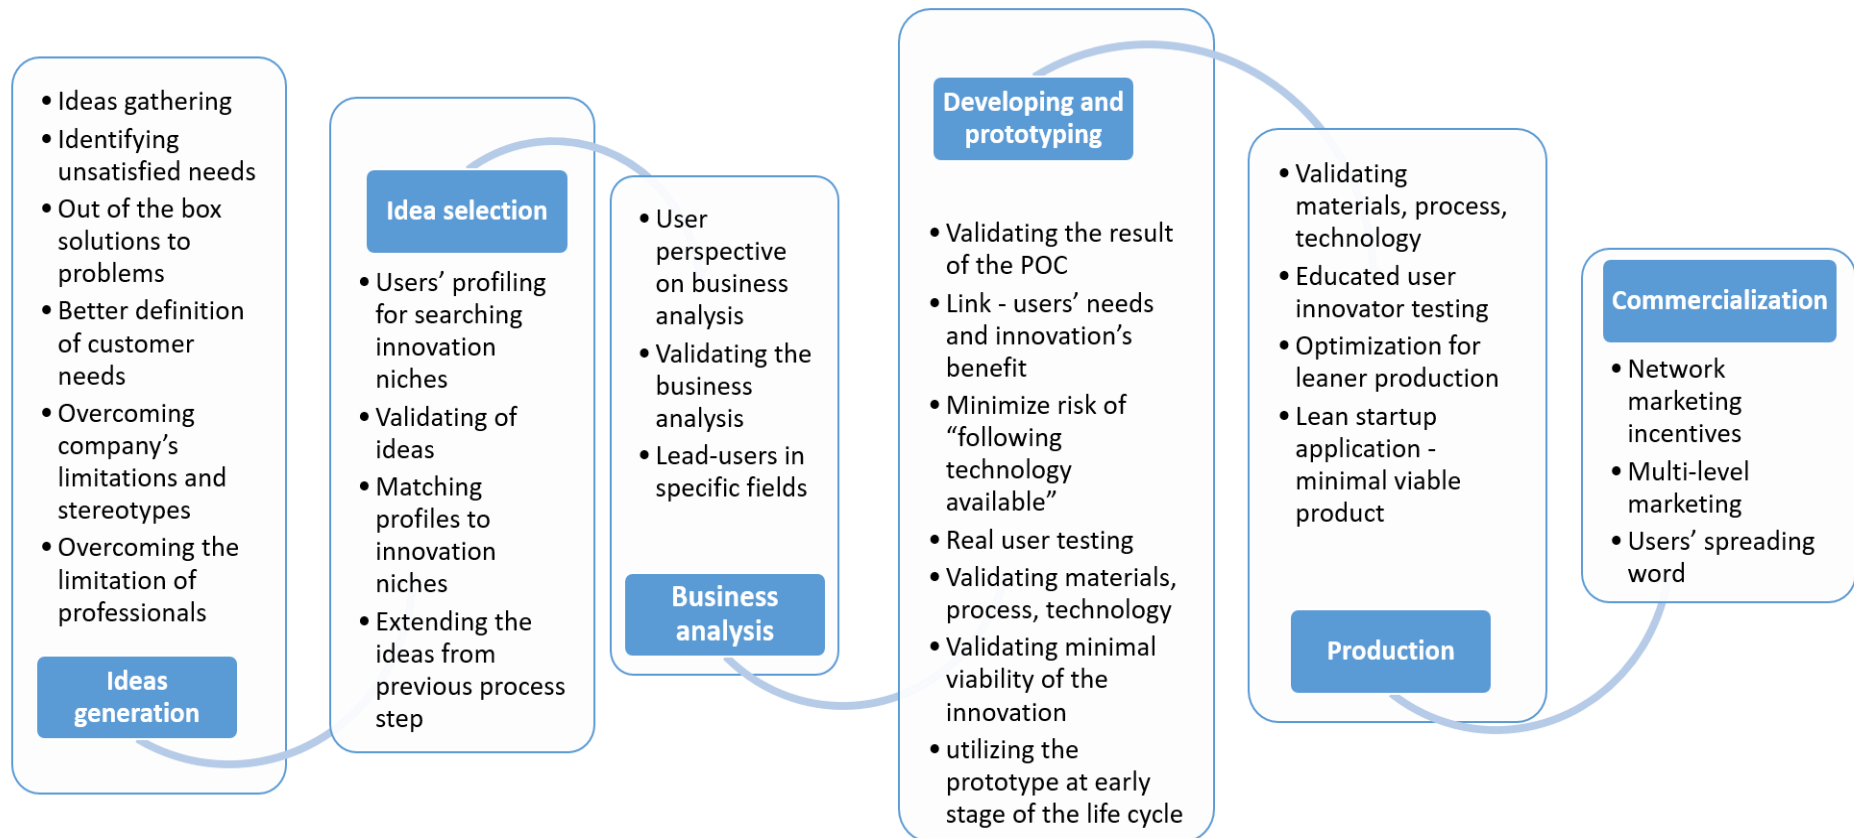 • Ideas gathering
• Identifying
unsatisfied needs
• Out of the box
solutions to
problems
• Better definition
of customer
needs
• Overcoming
company’s
limitations and
stereotypes
• Overcoming the
limitation of
professionals
Ideas
generation
Idea selection
• Users’ profiling
for searching
innovation
niches
• Validating of
ideas
• Matching
profiles to
innovation
niches
• Extending the
ideas from
previous process
step
• User
perspective
on business
analysis
• Validating the
business
analysis
• Lead-users in
specific fields
Business
analysis
Developing and
prototyping
• Validating the result
of the POC
• Link - users’ needs
and innovation’s
benefit
• Minimize risk of
“following
technology
available”
• Real user testing
• Validating materials,
process, technology
• Validating minimal
viability of the
innovation
• utilizing the
prototype at early
stage of the life cycle
• Validating
materials, process,
technology
• Educated user
innovator testing
• Optimization for
leaner production
• Lean startup
application -
minimal viable
product
Production
Commercialization
• Network
marketing
incentives
• Multi-level
marketing
• Users’ spreading
word